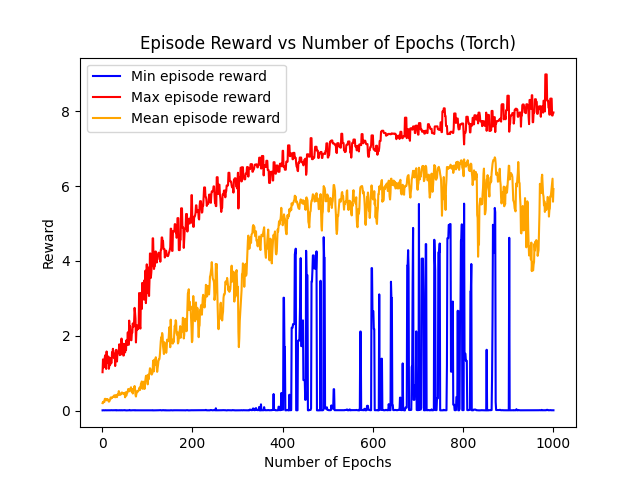 Episode Reward vs Number of Epochs (Torch)
Min episode reward
Max episode reward
Mean episode reward
Reward
8
6
4
2
0
0 200 400 600 800 1000
Number of Epochs